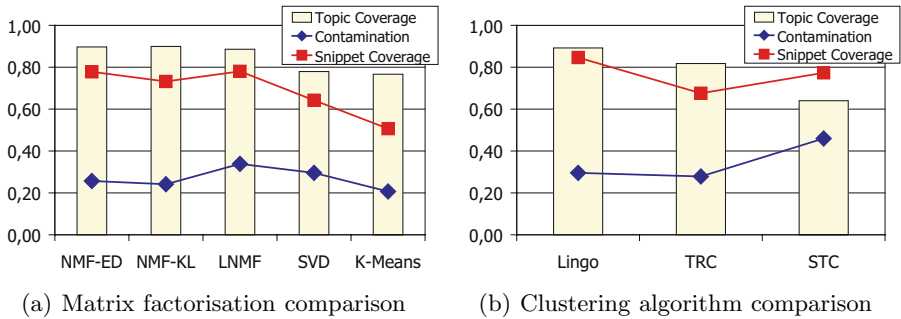 Topic Coverage
Contamination
Snippet Coverage
1,00
0,80
0,60
0,40
0,20
0,00
NMF-ED NMF-KL LNMF SVD K-Means
(a) Matrix factorisation comparison
Topic Coverage
Contamination
Snippet Coverage
1,00
0,80
0,60
0,40
0,20
0,00
Lingo TRC STC
(b) Clustering algorithm comparison